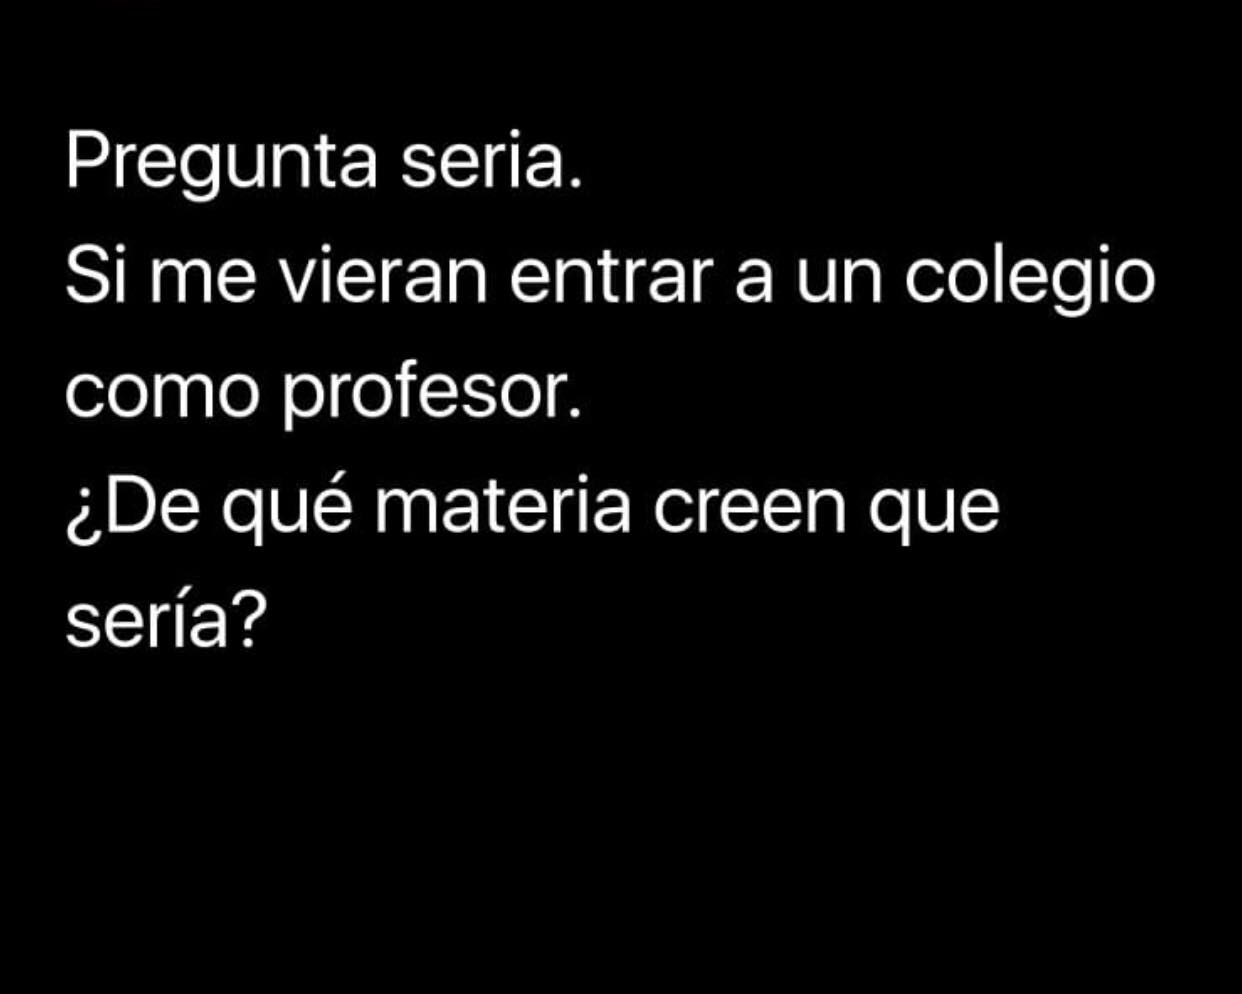 Pregunta seria.
Si me vieran entrar a un colegio
como profesor.
¿De qué materia creen que
sería?